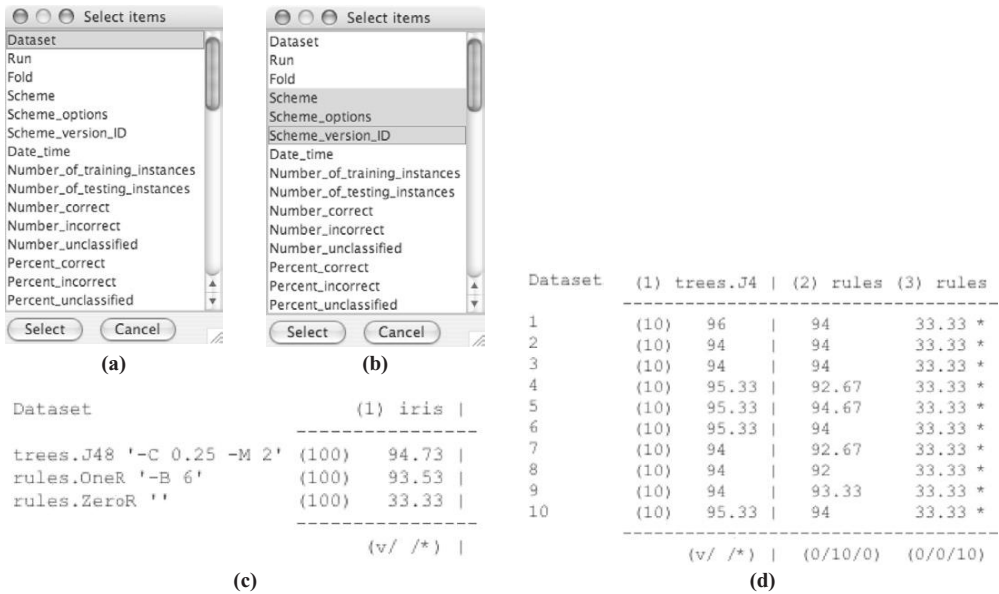 Select items
Dataset
Run
Fold
Scheme
Scheme_options
Scheme_version_ID
Date_time
Number_of_training_instances
Number_of_testing_instances
Number_correct
Number_incorrect
Number_unclassified
Percent_correct
Percent_incorrect
Percent_unclassified
Select Cancel
(a)
Select items
Dataset
Run
Fold
Scheme
Scheme_options
Scheme_version_ID
Date_time
Number_of_training_instances
Number_of_testing_instances
Number_correct
Number_incorrect
Number_unclassified
Percent_correct
Percent_incorrect
Percent_unclassified
Select Cancel
(b)
Dataset (1) iris |
--------------------
trees.J48 '-C 0.25 -M 2' (100) 94.73 |
rules.OneR '-B 6' (100) 93.53 |
rules.ZeroR '' (100) 33.33 |
--------------------
(v/ /*) |
(c)
Dataset (1) trees.J4 | (2) rules (3) rules
----------------------------------------
1 (10) 96 | 94 33.33 *
2 (10) 94 | 94 33.33 *
3 (10) 94 | 94 33.33 *
4 (10) 95.33 | 92.67 33.33 *
5 (10) 95.33 | 94.67 33.33 *
6 (10) 95.33 | 94 33.33 *
7 (10) 94 | 92.67 33.33 *
8 (10) 94 | 92 33.33 *
9 (10) 94 | 93.33 33.33 *
10 (10) 95.33 | 94 33.33 *
----------------------------------------
(v/ /*) | (0/10/0) (0/0/10)
(d)